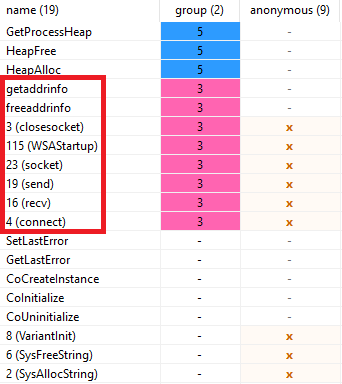 name (19) group (2) anonymous (9)
GetProcessHeap 5 -
HeapFree 5 -
HeapAlloc 5 -
getaddrinfo 3 -
freeaddrinfo 3 -
3 (closesocket) 3 x
115 (WSAStartup) 3 x
23 (socket) 3 x
19 (send) 3 x
16 (recv) 3 x
4 (connect) 3 x
SetLastError - -
GetLastError - -
CoCreateInstance - -
CoInitialize - -
CoUninitialize - -
8 (VariantInit) - x
6 (SysFreeString) - x
2 (SysAllocString) - x